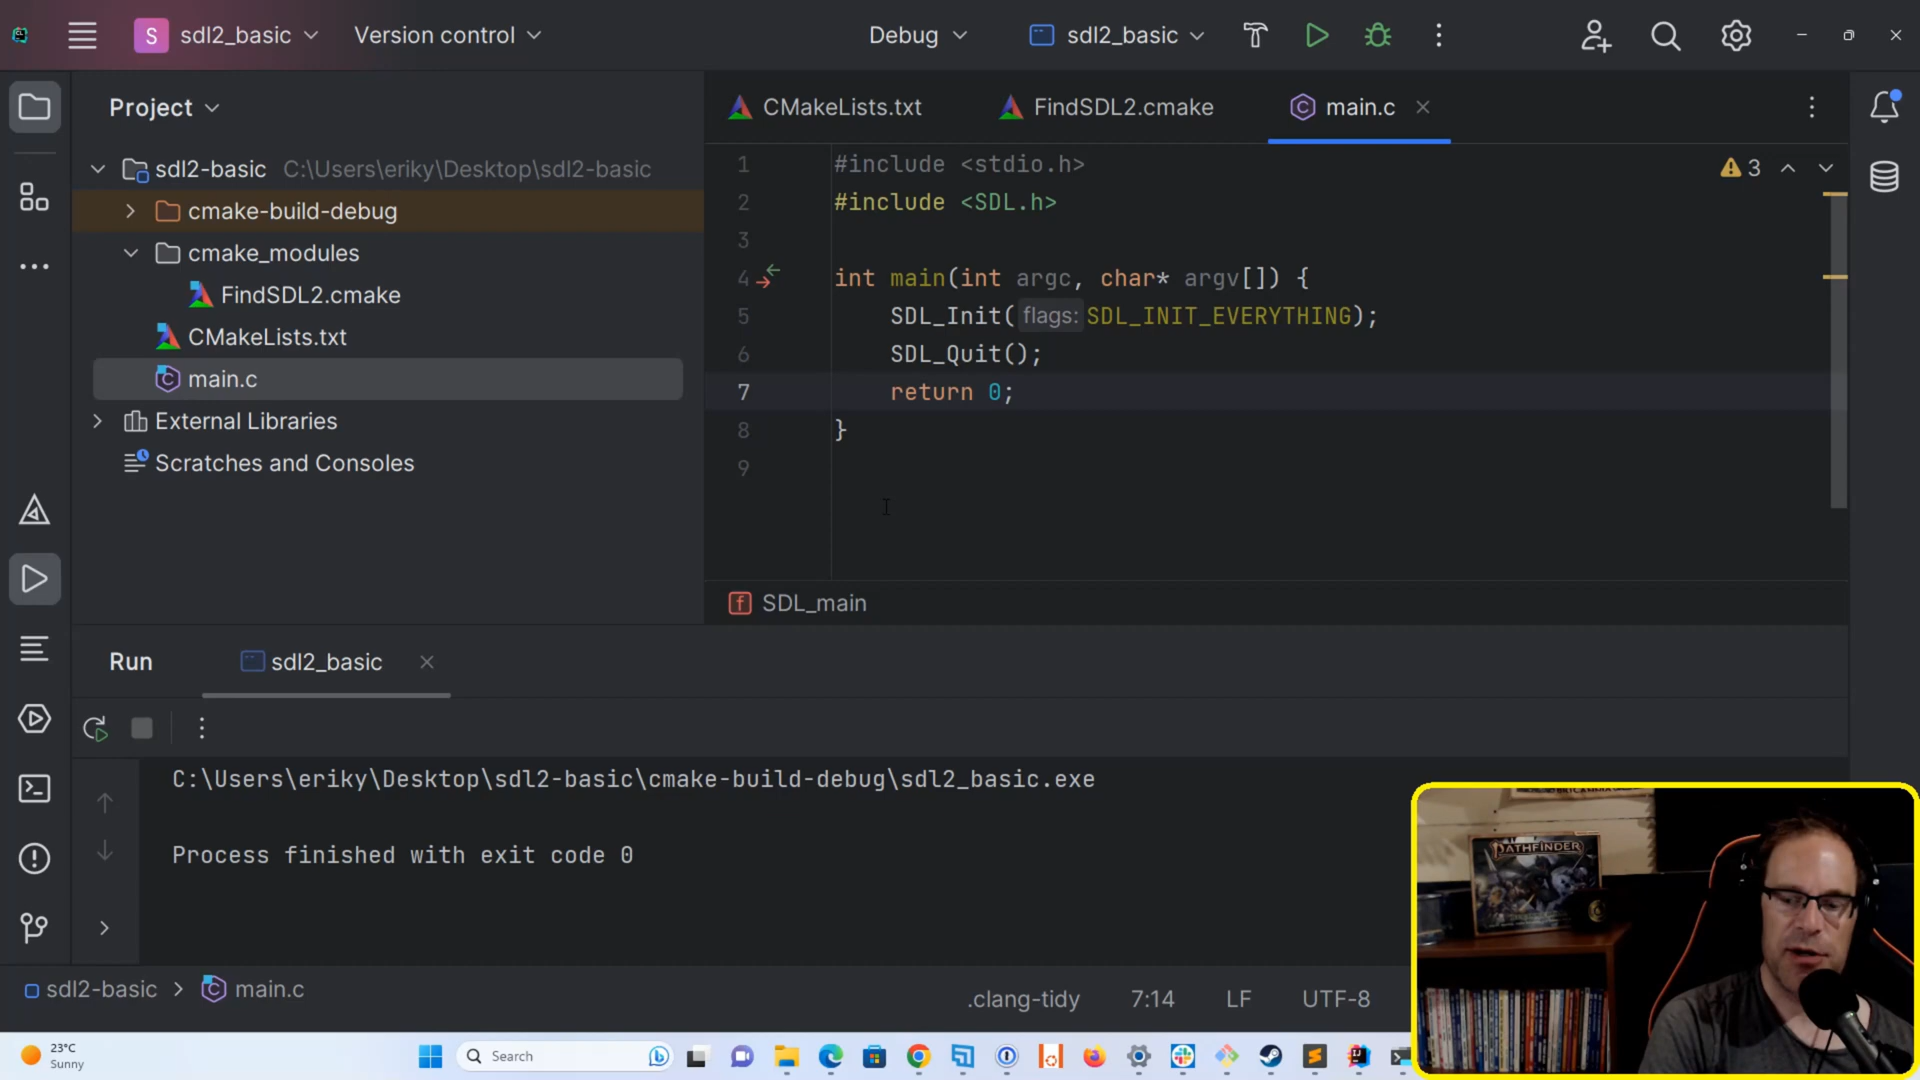 S sdl2_basic Version control Debug sdl2_basic
Project
CMakeLists.txt FindSDL2.cmake main.c
sdl2-basic C:\Users\eriky\Desktop\sdl2-basic
cmake-build-debug
cmake_modules
FindSDL2.cmake
CMakeLists.txt
main.c
External Libraries
Scratches and Consoles
3
1 #include <stdio.h>
2 #include <SDL.h>
3
4 int main(int argc, char* argv[]) {
5 SDL_Init( flags: SDL_INIT_EVERYTHING);
6 SDL_Quit();
7 return 0;
8 }
9
f SDL_main
Run sdl2_basic
C:\Users\eriky\Desktop\sdl2-basic\cmake-build-debug\sdl2_basic.exe
Process finished with exit code 0
PATHFINDER
sdl2-basic > main.c .clang-tidy 7:14 LF UTF-8
23°C
Sunny
Search